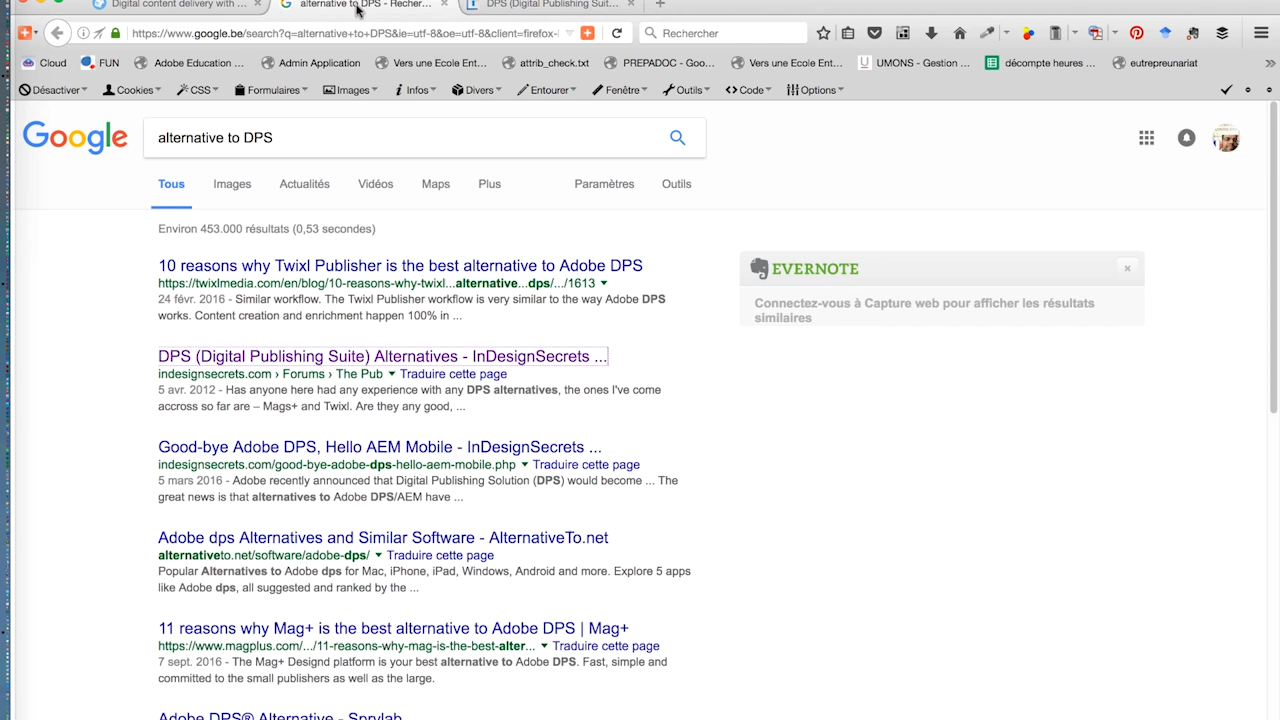 Digital content delivery with ...
alternative to DPS - Recher...
DPS (Digital Publishing Suit...
https://www.google.be/search?q=alternative+to+DPS&ie=utf-8&oe=utf-8&client=firefox-
Rechercher
Cloud
FUN
Adobe Education ...
Admin Application
Vers une Ecole Ent...
attrib_check.txt
PREPADOC - Goo...
Vers une Ecole Ent...
UMONS - Gestion ...
décompte heures ...
eutrepreunariat
Désactiver
Cookies
CSS
Formulaires
Images
Infos
Divers
Entourer
Fenêtre
Outils
Code
Options
Google
alternative to DPS
Tous
Images
Actualités
Vidéos
Maps
Plus
Paramètres
Outils
Environ 453.000 résultats (0,53 secondes)
10 reasons why Twixl Publisher is the best alternative to Adobe DPS
https://twixlmedia.com/en/blog/10-reasons-why-twixl...alternative...dps/.../1613
24 févr. 2016 - Similar workflow. The Twixl Publisher workflow is very similar to the way Adobe DPS
works. Content creation and enrichment happen 100% in ...
EVERNOTE
Connectez-vous à Capture web pour afficher les résultats
similaires
DPS (Digital Publishing Suite) Alternatives - InDesignSecrets ...
indesignsecrets.com › Forums › The Pub Traduire cette page
5 avr. 2012 - Has anyone here had any experience with any DPS alternatives, the ones I've come
accross so far are – Mags+ and Twixl. Are they any good, ...
Good-bye Adobe DPS, Hello AEM Mobile - InDesignSecrets ...
indesignsecrets.com/good-bye-adobe-dps-hello-aem-mobile.php Traduire cette page
5 mars 2016 - Adobe recently announced that Digital Publishing Solution (DPS) would become ... The
great news is that alternatives to Adobe DPS/AEM have ...
Adobe dps Alternatives and Similar Software - AlternativeTo.net
alternativeto.net/software/adobe-dps/ Traduire cette page
Popular Alternatives to Adobe dps for Mac, iPhone, iPad, Windows, Android and more. Explore 5 apps
like Adobe dps, all suggested and ranked by the ...
11 reasons why Mag+ is the best alternative to Adobe DPS | Mag+
https://www.magplus.com/.../11-reasons-why-mag-is-the-best-alter... Traduire cette page
7 sept. 2016 - The Mag+ Designd platform is your best alternative to Adobe DPS. Fast, simple and
committed to the small publishers as well as the large.
Adobe DPS® Alternative - Sprylab